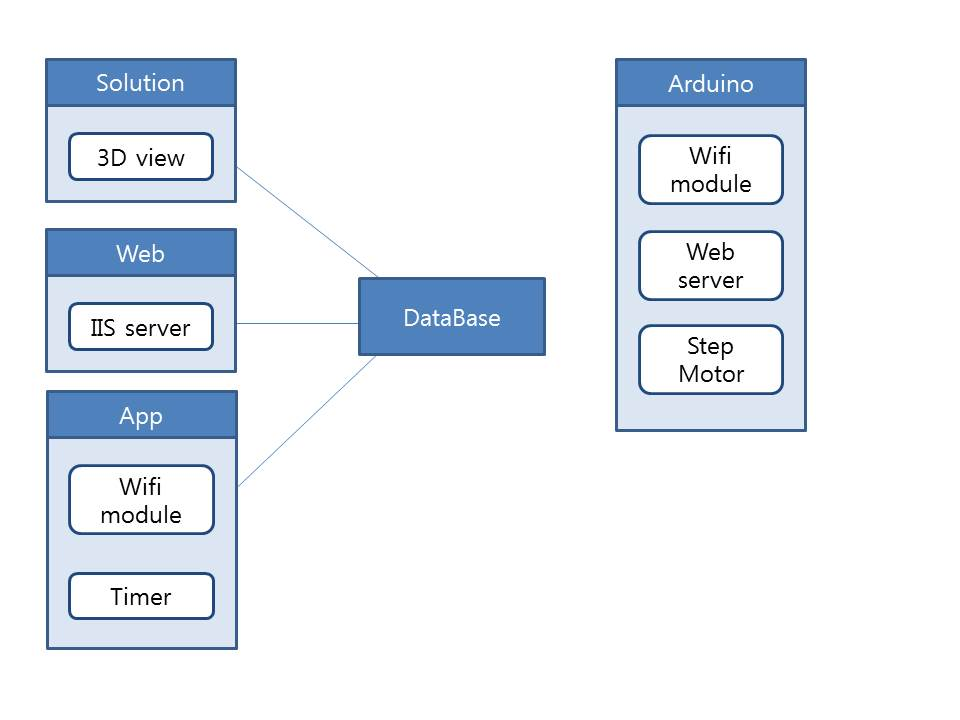 Solution
3D view
Web
IIS server
App
Wifi
module
Timer
DataBase
Arduino
Wifi
module
Web
server
Step
Motor